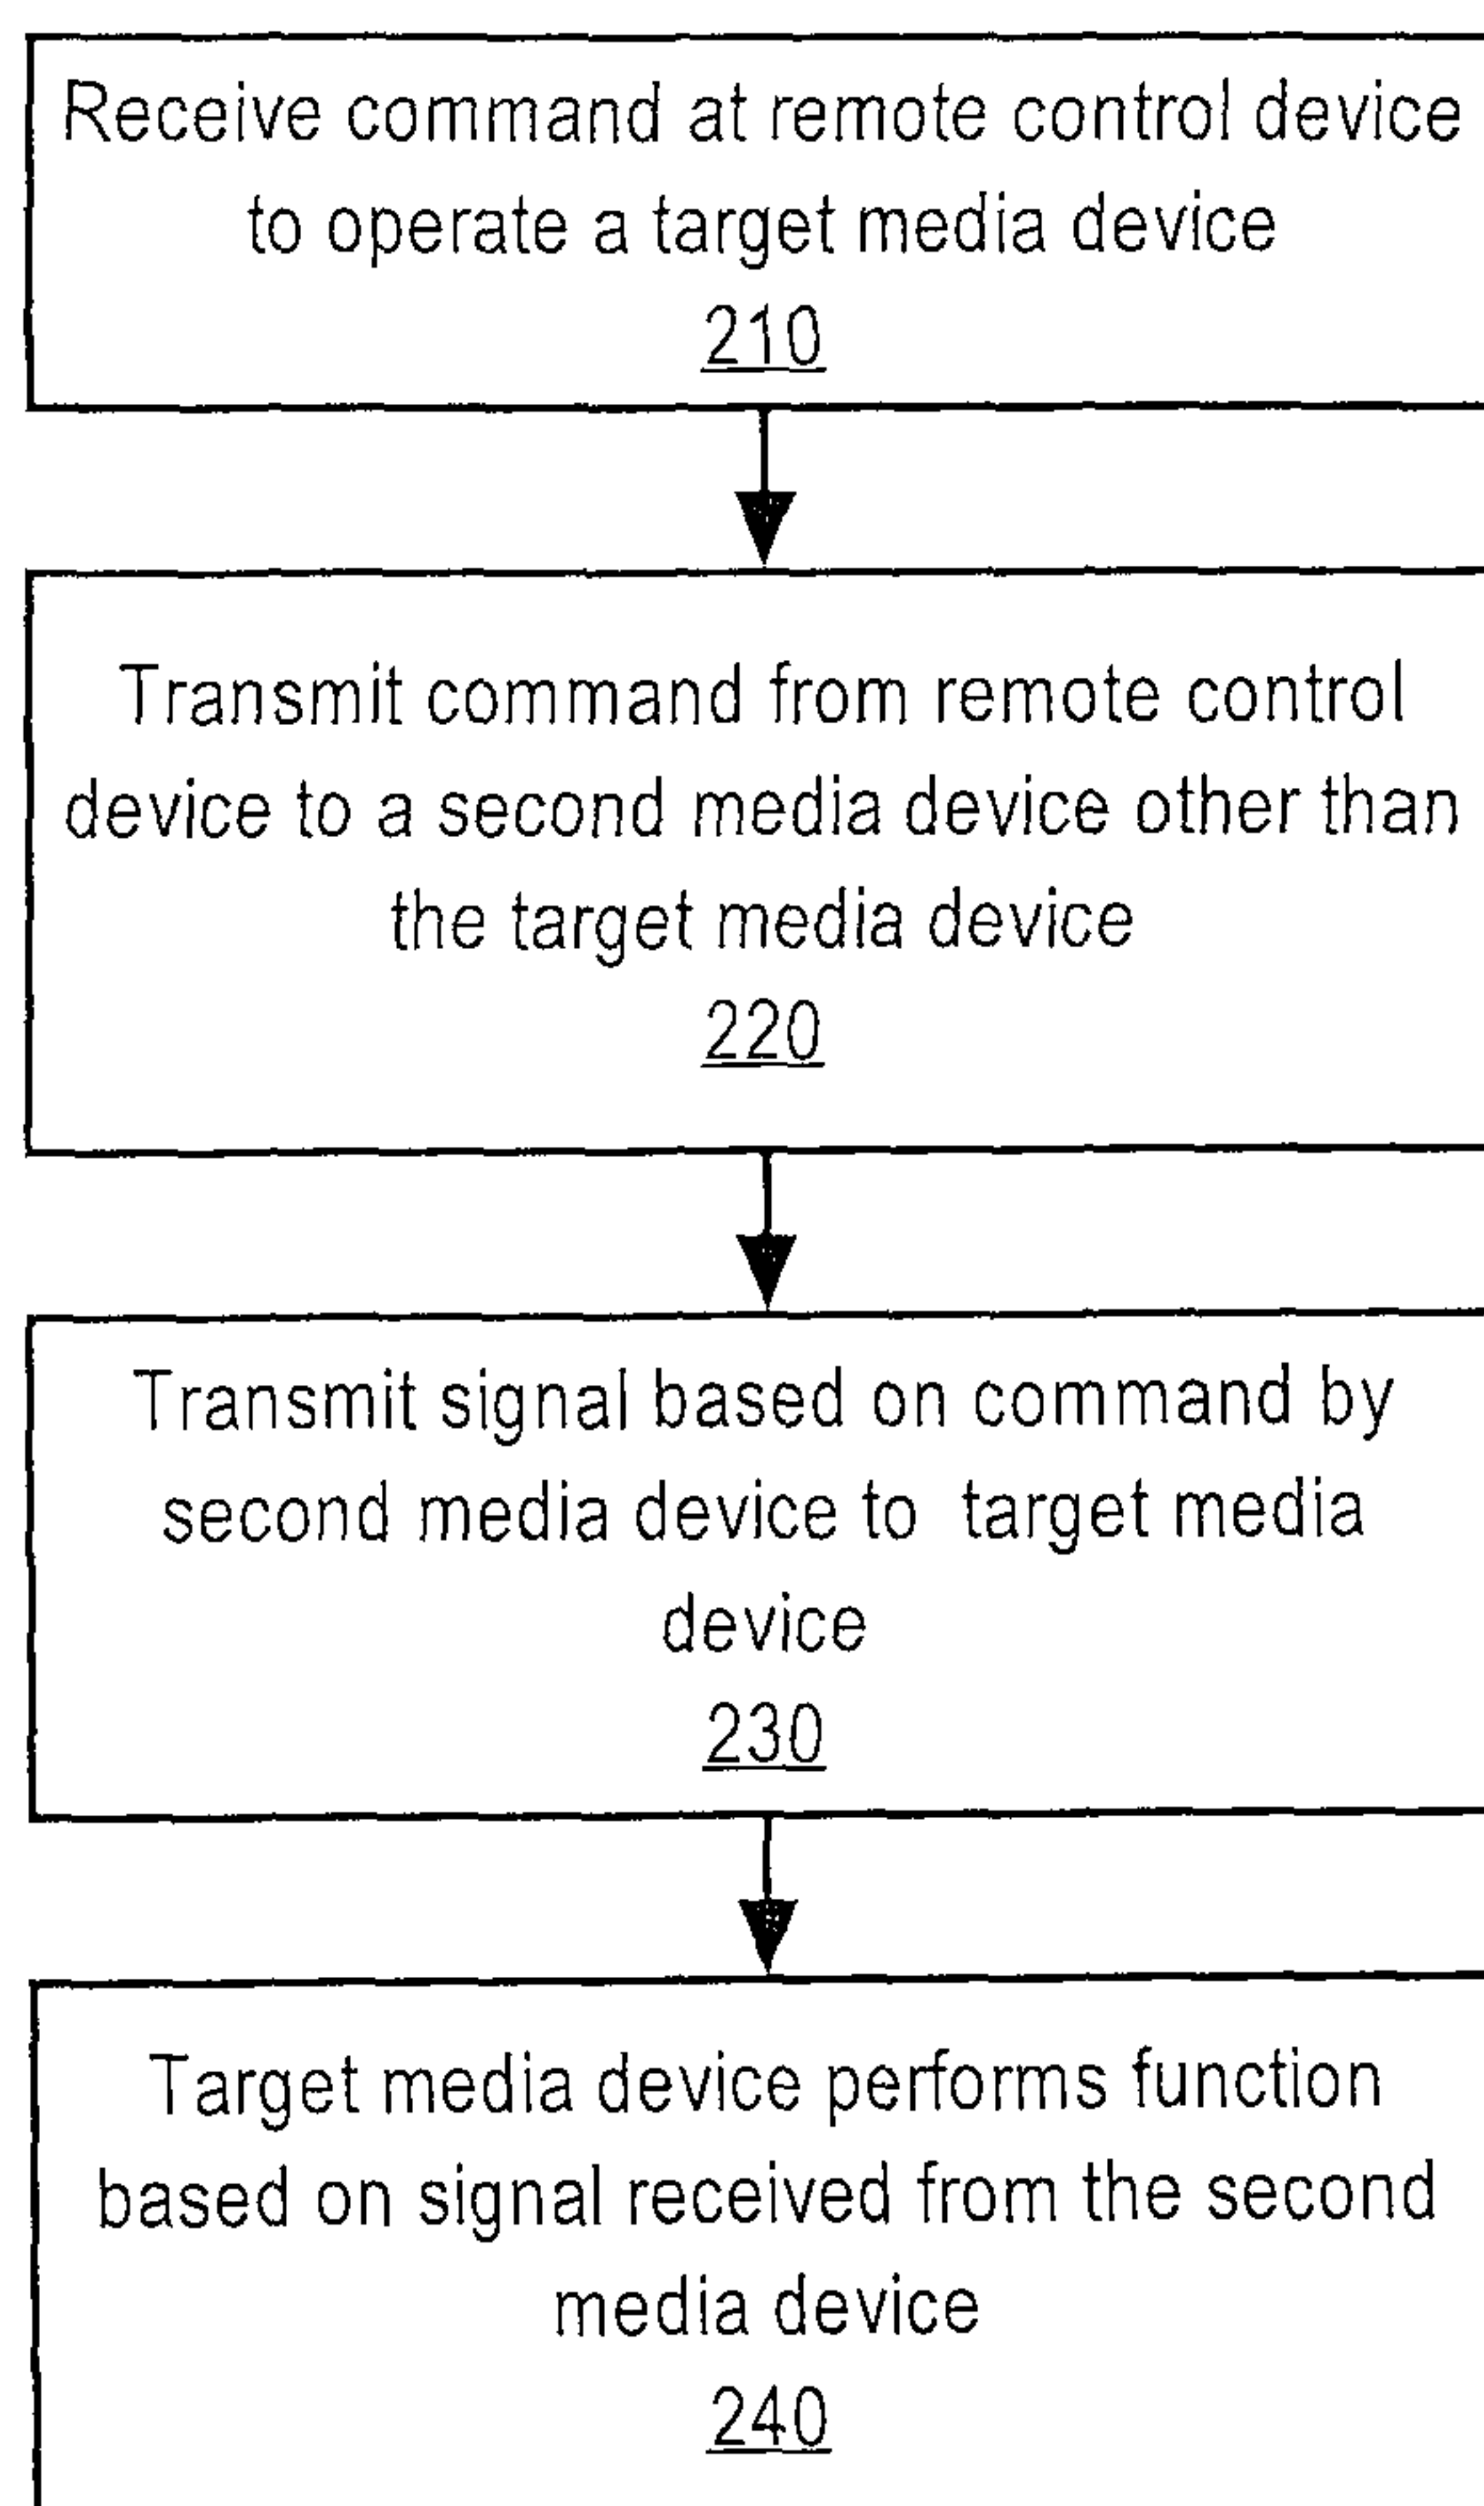 Receive command at remote control device
to operate a target media device
210
Transmit command from remote control
device to a second media device other than
the target media device
220
Transmit signal based on command by
second media device to target media
device
230
Target media device performs function
based on signal received from the second
media device
240